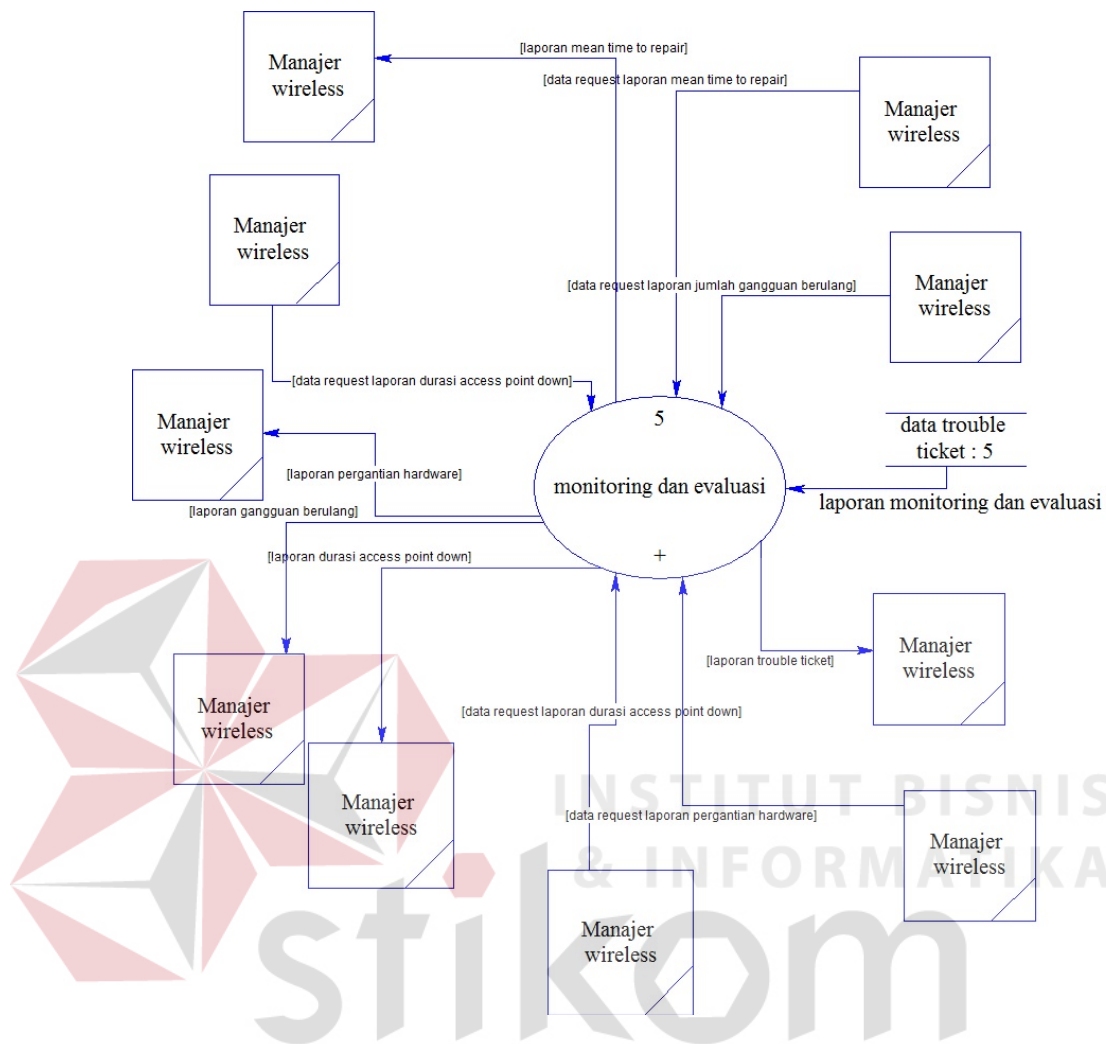 [laporan mean time to repair]
Manajer
wireless
[data request laporan mean time to repair]
Manajer
wireless
Manajer
wireless
Manajer
wireless
[data request laporan jumlah gangguan berulang]
[data request laporan durasi access point down]
Manajer
wireless
5
data trouble
ticket : 5
[laporan pergantian hardware]
monitoring dan evaluasi
laporan monitoring dan evaluasi
[laporan gangguan berulang]
[laporan durasi access point down]
+
Manajer
wireless
[laporan trouble ticket]
Manajer
wireless
[data request laporan durasi access point down]
Manajer
wireless
INSTITUT BISNIS
[data request laporan pergantian hardware]
Manajer
wireless
& INFORMATIKA
Manajer
wireless
stikom